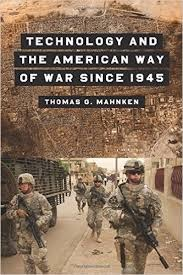 TECHNOLOGY AND
THE AMERICAN WAY
OF WAR SINCE 1945
THOMAS G. MAHNKEN